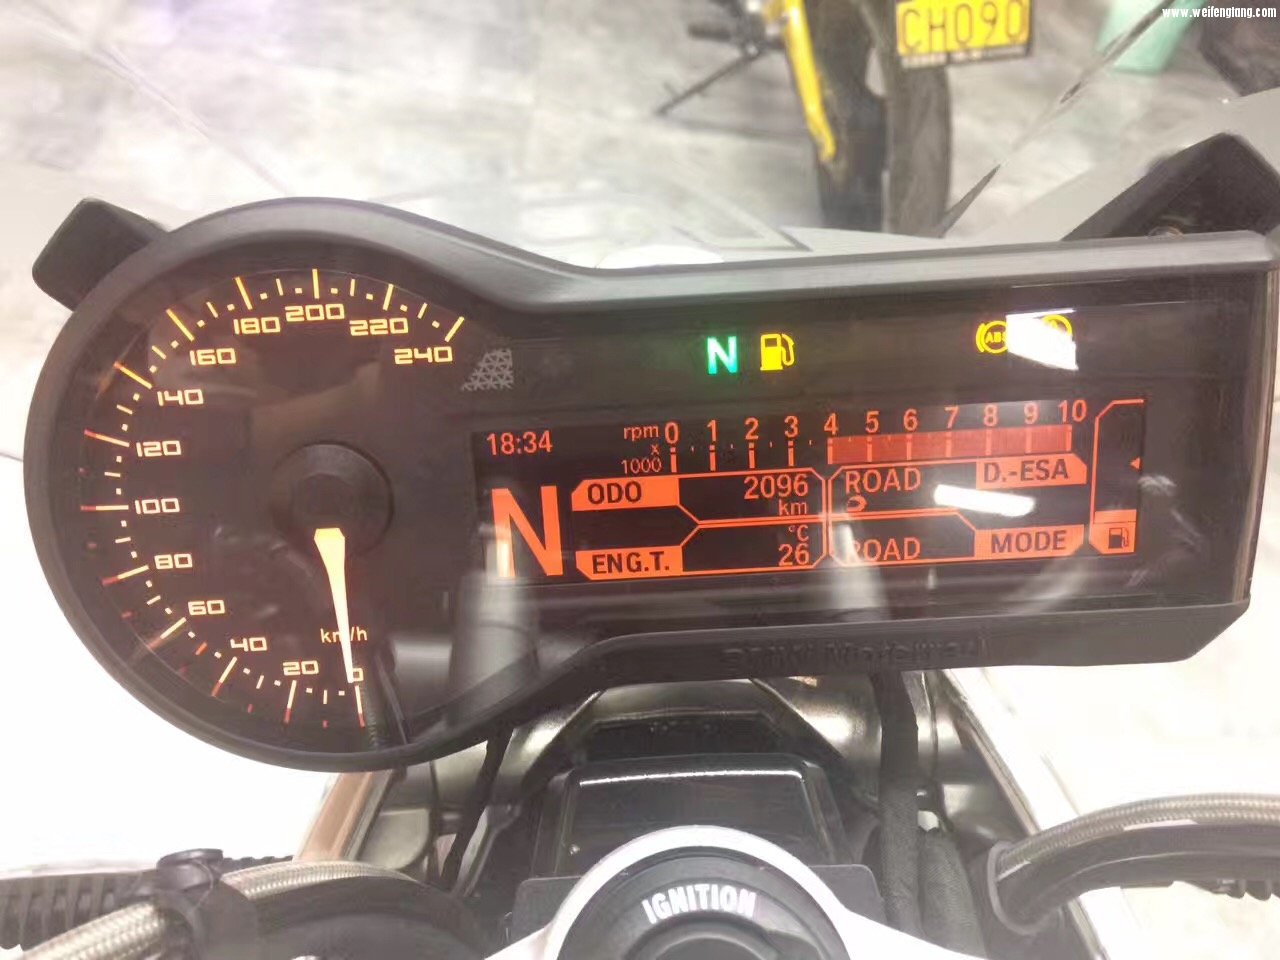 www.weifengtang.com
CH090
240
220
200
180
160
140
120
100
80
60
40
20
0
km/h
N
ABS
18:34
rpm
x
1000
0 1 2 3 4 5 6 7 8 9 10
N
ODO 2096
km
ROAD D.-ESA
ENG.T. °C
26
ROAD MODE
IGNITION